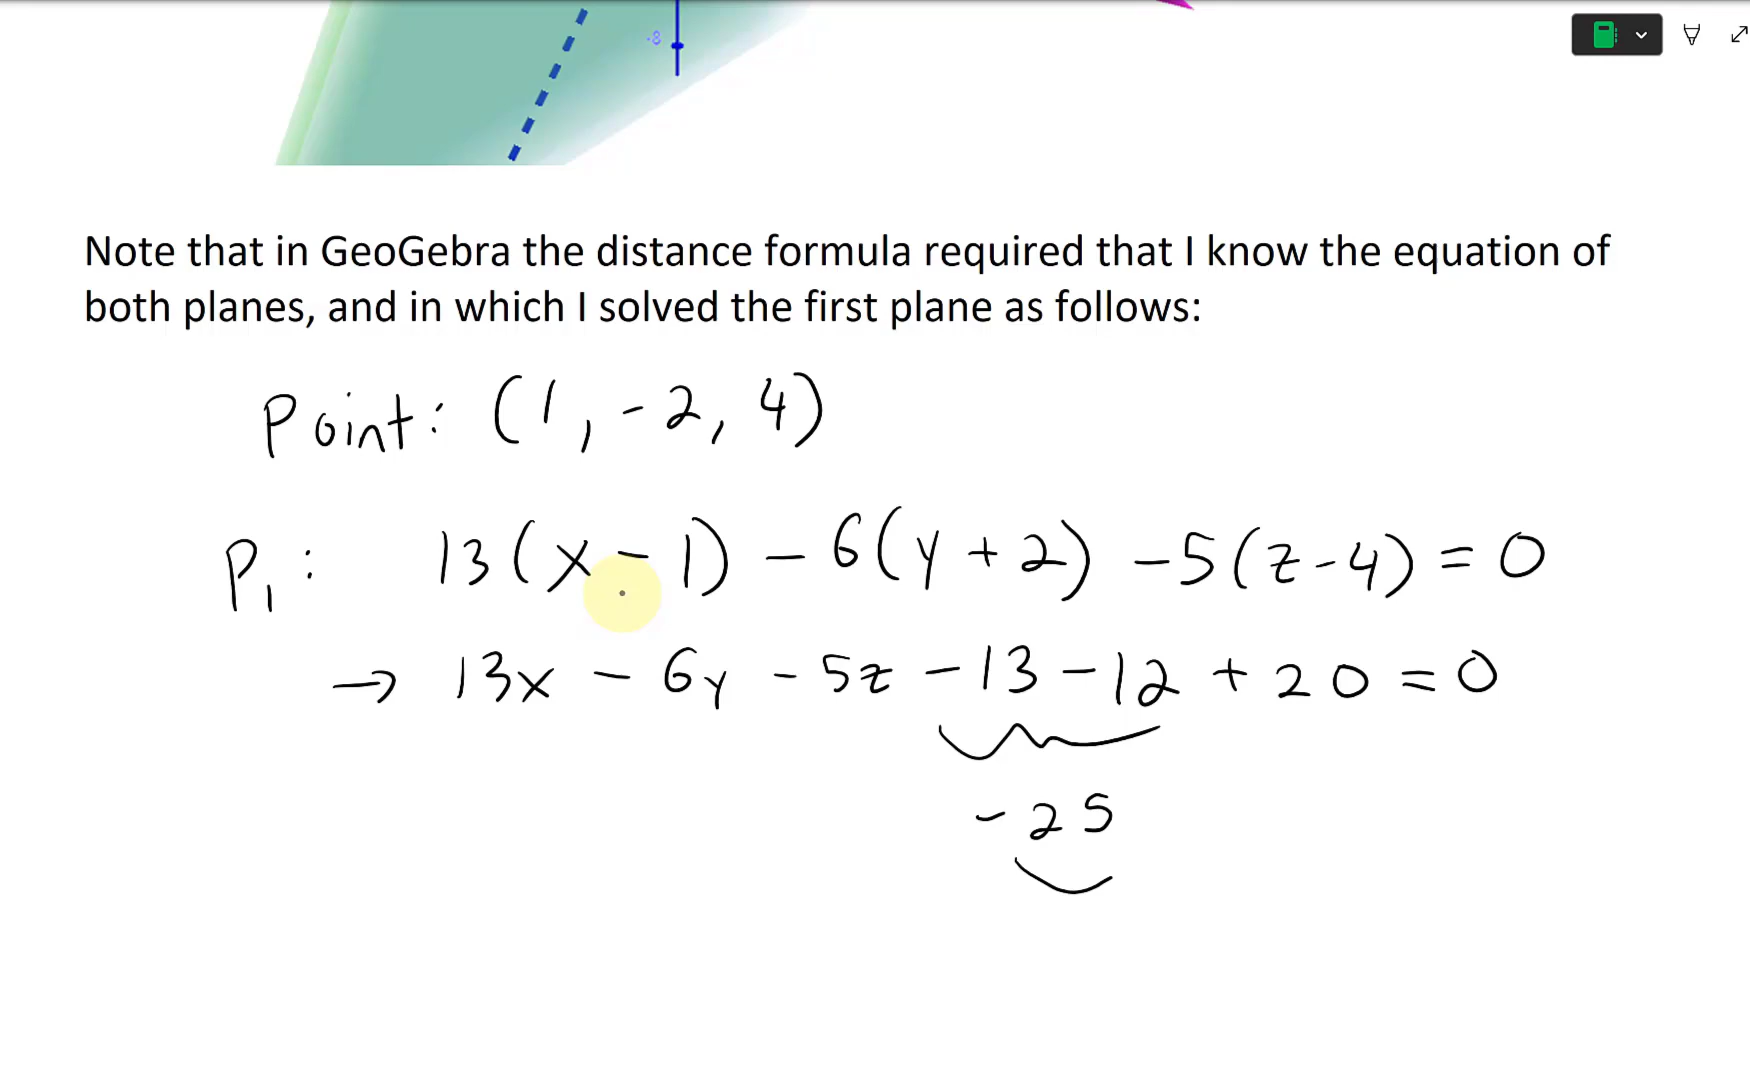 -8
Note that in GeoGebra the distance formula required that I know the equation of
both planes, and in which I solved the first plane as follows:
Point: (1, -2, 4)
P₁: 13(x - 1) - 6(y + 2) - 5(z - 4) = 0
→ 13x - 6y - 5z - 13 - 12 + 20 = 0
- 25